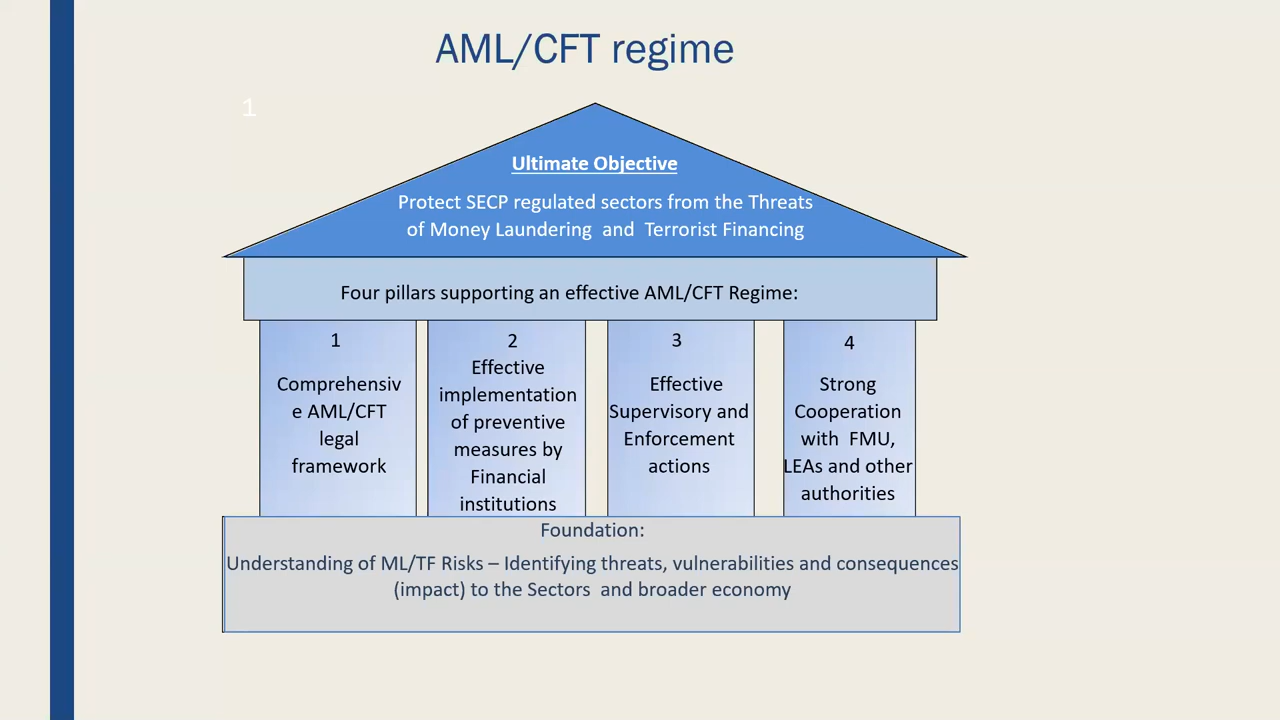 AML/CFT regime
1
Ultimate Objective
Protect SECP regulated sectors from the Threats
of Money Laundering and Terrorist Financing
Four pillars supporting an effective AML/CFT Regime:
1
Comprehensiv
e AML/CFT
legal
framework
2
Effective
implementation
of preventive
measures by
Financial
institutions
3
Effective
Supervisory and
Enforcement
actions
4
Strong
Cooperation
with FMU,
LEAs and other
authorities
Foundation:
Understanding of ML/TF Risks – Identifying threats, vulnerabilities and consequences
(impact) to the Sectors and broader economy